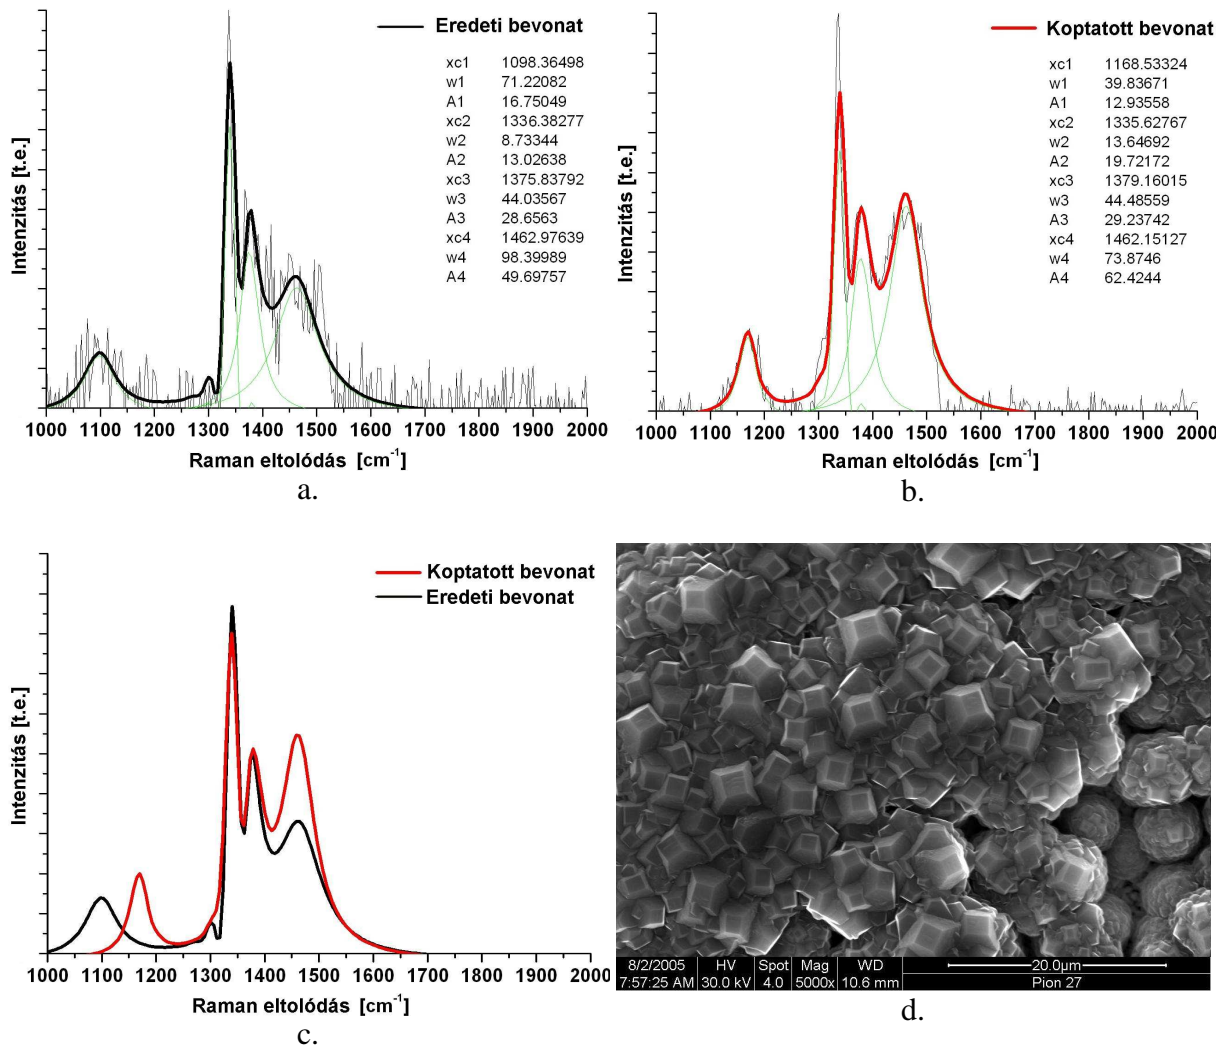 Eredeti bevonat
xc1 1098.36498
w1 71.22082
A1 16.75049
xc2 1336.38277
w2 8.73344
A2 13.02638
xc3 1375.83792
w3 44.03567
A3 28.6563
xc4 1462.97639
w4 98.39989
A4 49.69757
Intenzitás [t.e.]
1000 1100 1200 1300 1400 1500 1600 1700 1800 1900 2000
Raman eltolódás [cm-1]
a.
Koptatott bevonat
xc1 1168.53324
w1 39.83671
A1 12.93558
xc2 1335.62767
w2 13.64692
A2 19.72172
xc3 1379.16015
w3 44.48559
A3 29.23742
xc4 1462.15127
w4 73.8746
A4 62.4244
Intenzitás [t.e.]
1000 1100 1200 1300 1400 1500 1600 1700 1800 1900 2000
Raman eltolódás [cm-1]
b.
Koptatott bevonat
Eredeti bevonat
Intenzitás [t.e.]
1000 1100 1200 1300 1400 1500 1600 1700 1800 1900 2000
Raman eltolódás [cm-1]
c.
8/2/2005 HV Spot Mag WD 20.0µm
7:57:25 AM 30.0 kV 4.0 5000x 10.6 mm Pion 27
d.